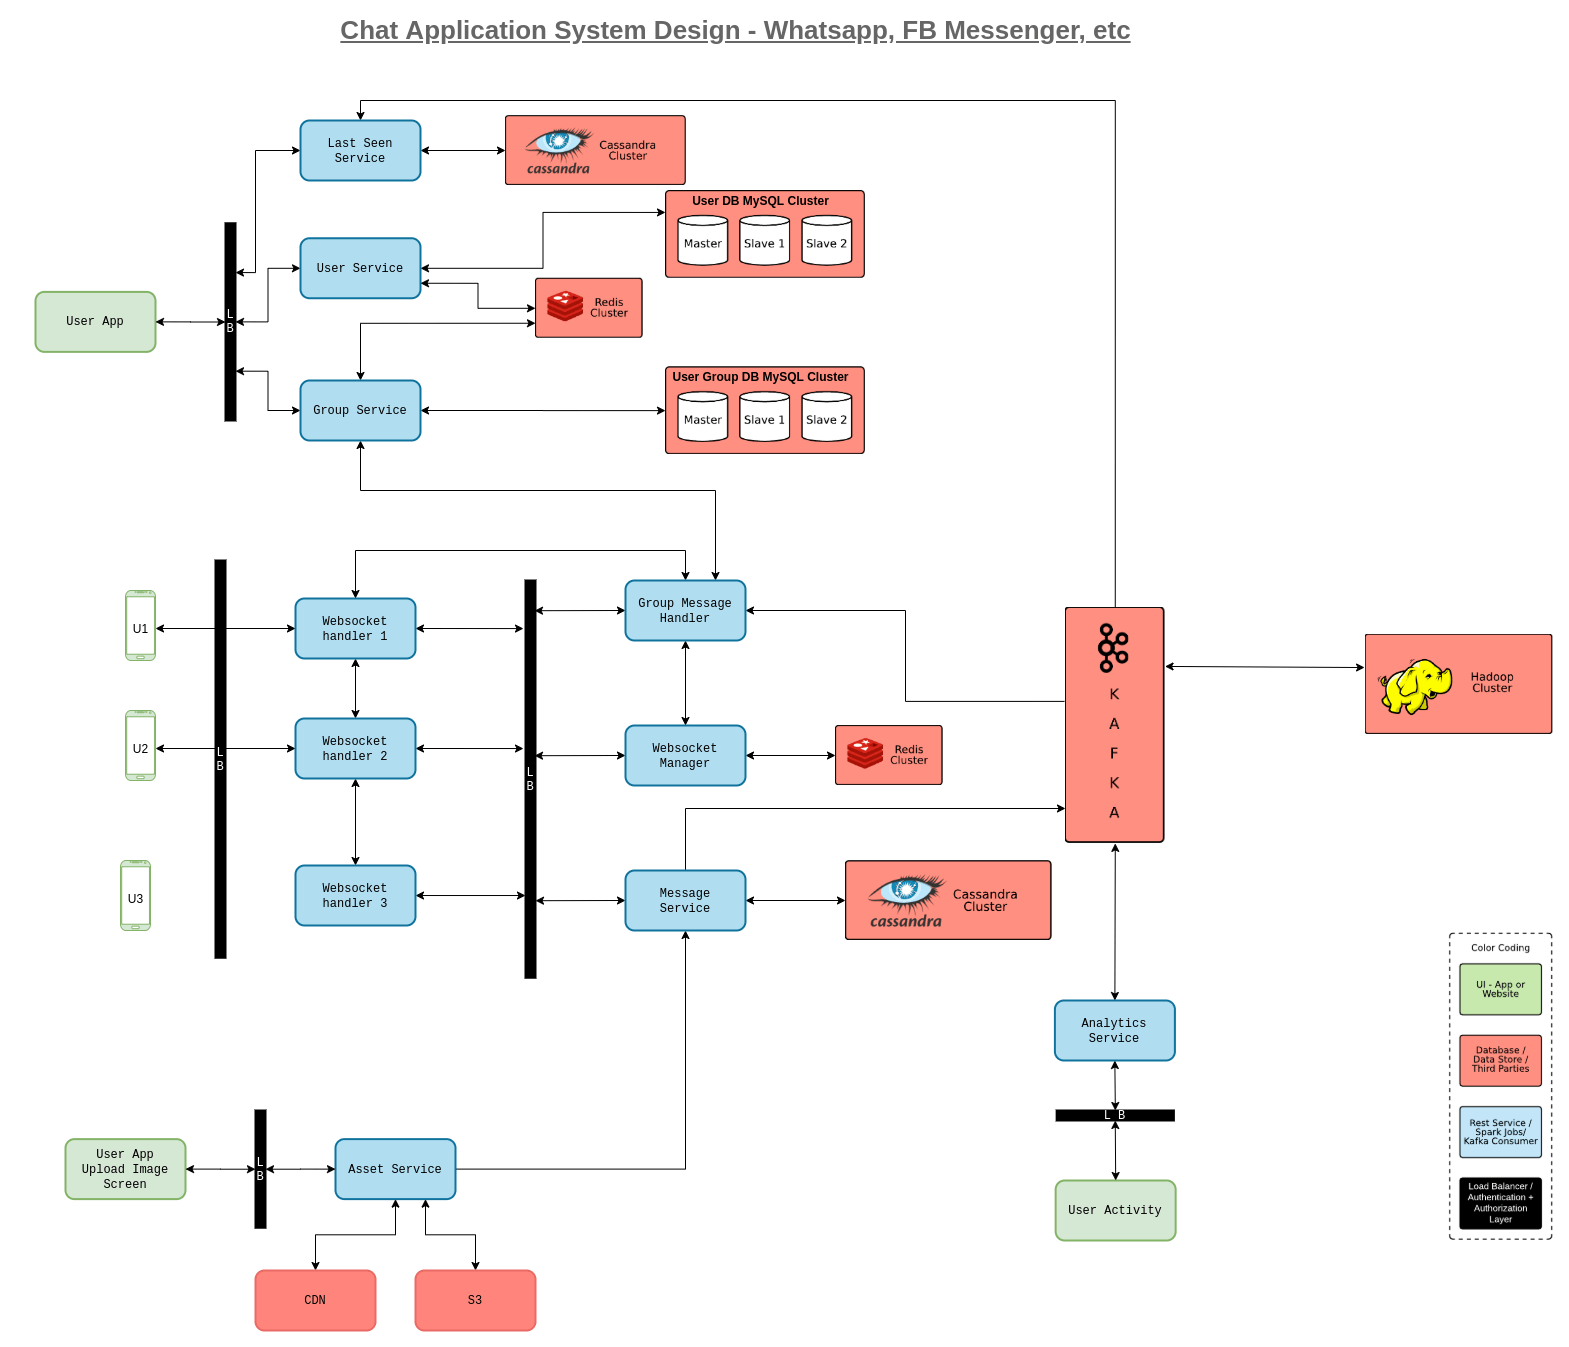 Chat Application System Design - Whatsapp, FB Messenger, etc
Last Seen
Service
cassandra
Cassandra
Cluster
User DB MySQL Cluster
Master
Slave 1
Slave 2
User Service
Redis
Cluster
User App
L
B
User Group DB MySQL Cluster
Master
Slave 1
Slave 2
Group Service
U1
Websocket
handler 1
Group Message
Handler
U2
L
B
Websocket
handler 2
L
B
Websocket
Manager
Redis
Cluster
K
A
F
K
A
Hadoop
Cluster
U3
Websocket
handler 3
Message
Service
cassandra
Cassandra
Cluster
Analytics
Service
L B
User Activity
User App
Upload Image
Screen
L
B
Asset Service
CDN
S3
Color Coding
UI - App or
Website
Database /
Data Store /
Third Parties
Rest Service /
Spark Jobs/
Kafka Consumer
Load Balancer /
Authentication +
Authorization
Layer